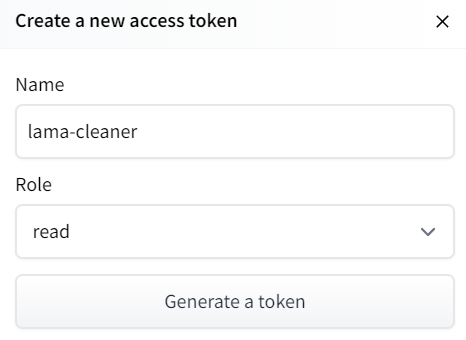 Create a new access token
Name
lama-cleaner
Role
read
Generate a token